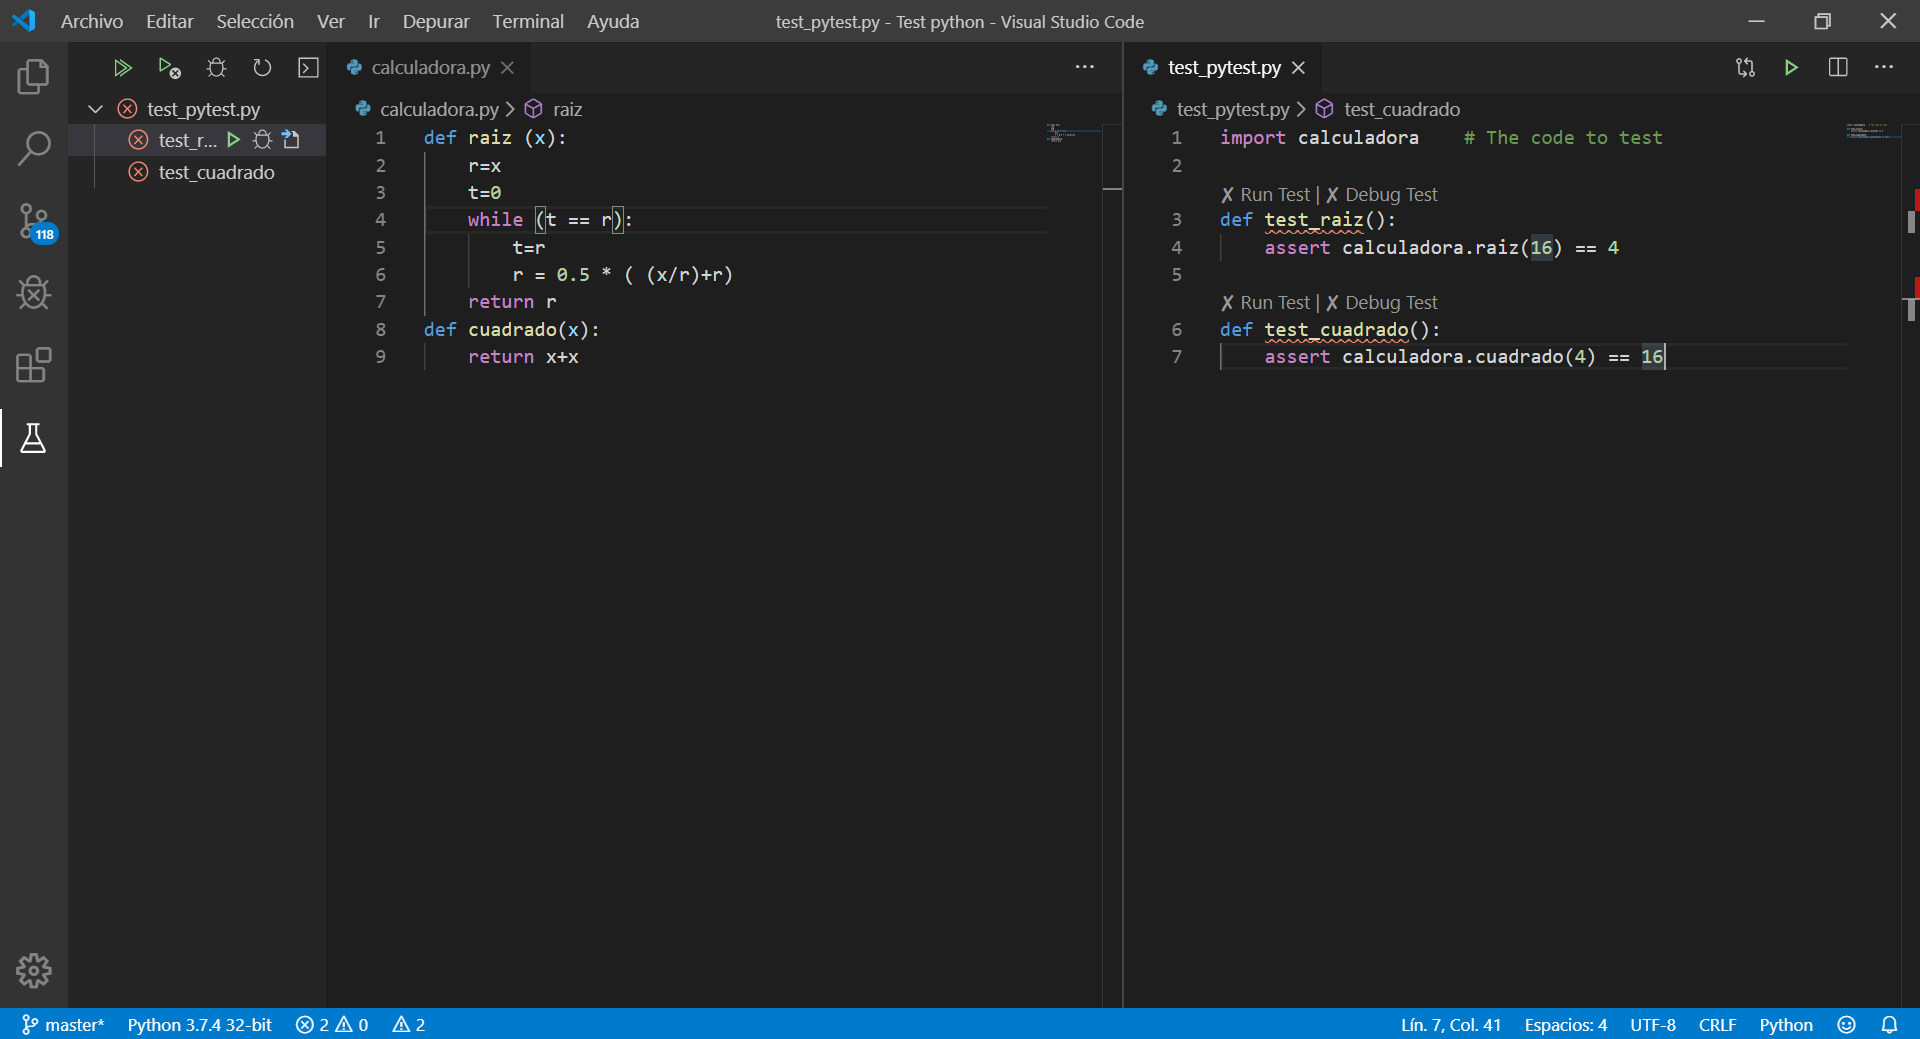 Archivo Editar Selección Ver Ir Depurar Terminal Ayuda
test_pytest.py - Test python - Visual Studio Code
118
test_pytest.py
test_r...
test_cuadrado
calculadora.py
calculadora.py > raiz
1 def raiz (x):
2     r=x
3     t=0
4     while (t == r):
5         t=r
6         r = 0.5 * ( (x/r)+r)
7     return r
8 def cuadrado(x):
9     return x+x
test_pytest.py
test_pytest.py > test_cuadrado
1 import calculadora    # The code to test
2
✗ Run Test | ✗ Debug Test
3 def test_raiz():
4     assert calculadora.raiz(16) == 4
5
✗ Run Test | ✗ Debug Test
6 def test_cuadrado():
7     assert calculadora.cuadrado(4) == 16
master* Python 3.7.4 32-bit 2 0 2
Lín. 7, Col. 41 Espacios: 4 UTF-8 CRLF Python